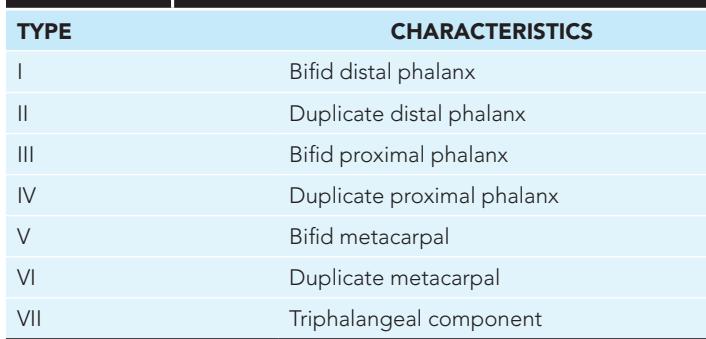 TYPE CHARACTERISTICS
I Bifid distal phalanx
II Duplicate distal phalanx
III Bifid proximal phalanx
IV Duplicate proximal phalanx
V Bifid metacarpal
VI Duplicate metacarpal
VII Triphalangeal component